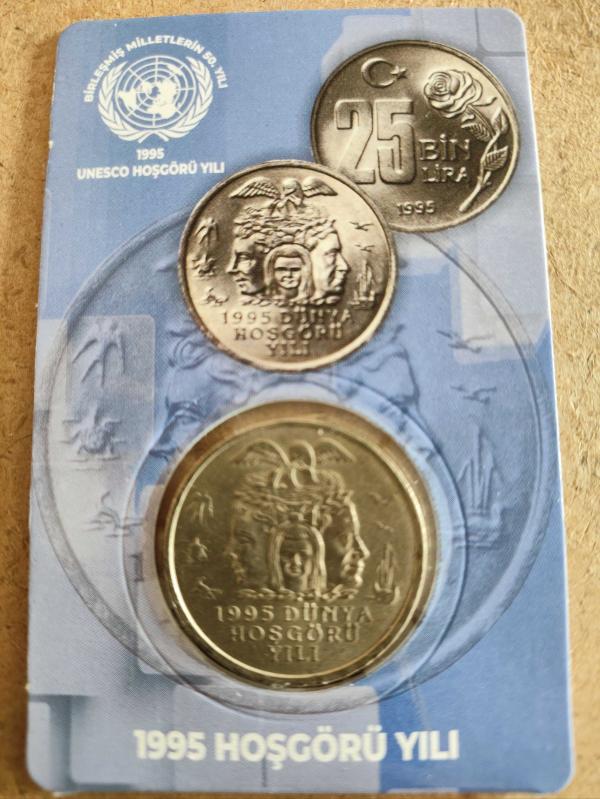 BİRLEŞMİŞ MİLLETLERİN 50. YILI
1995
UNESCO HOŞGÖRÜ YILI
25
BİN
LİRA
1995
1995 DÜNYA
HOŞGÖRÜ
YILI
1995 DÜNYA
HOŞGÖRÜ
YILI
1995 HOŞGÖRÜ YILI